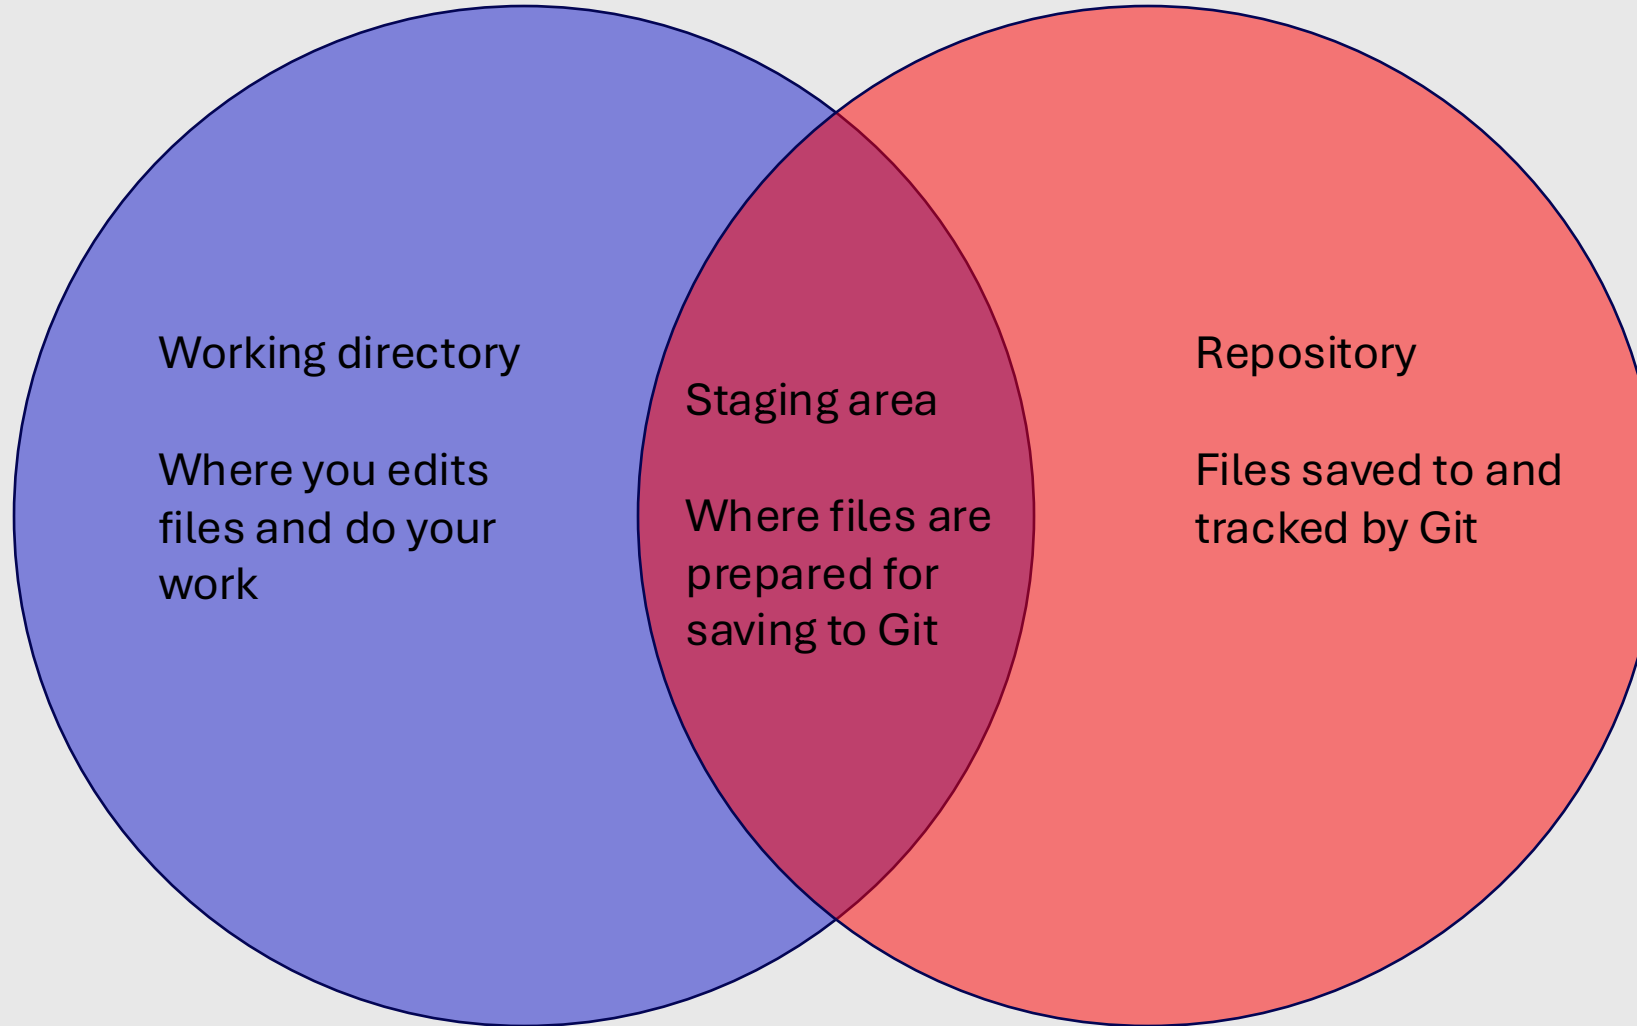 Working directory
Where you edits
files and do your
work
Staging area
Where files are
prepared for
saving to Git
Repository
Files saved to and
tracked by Git